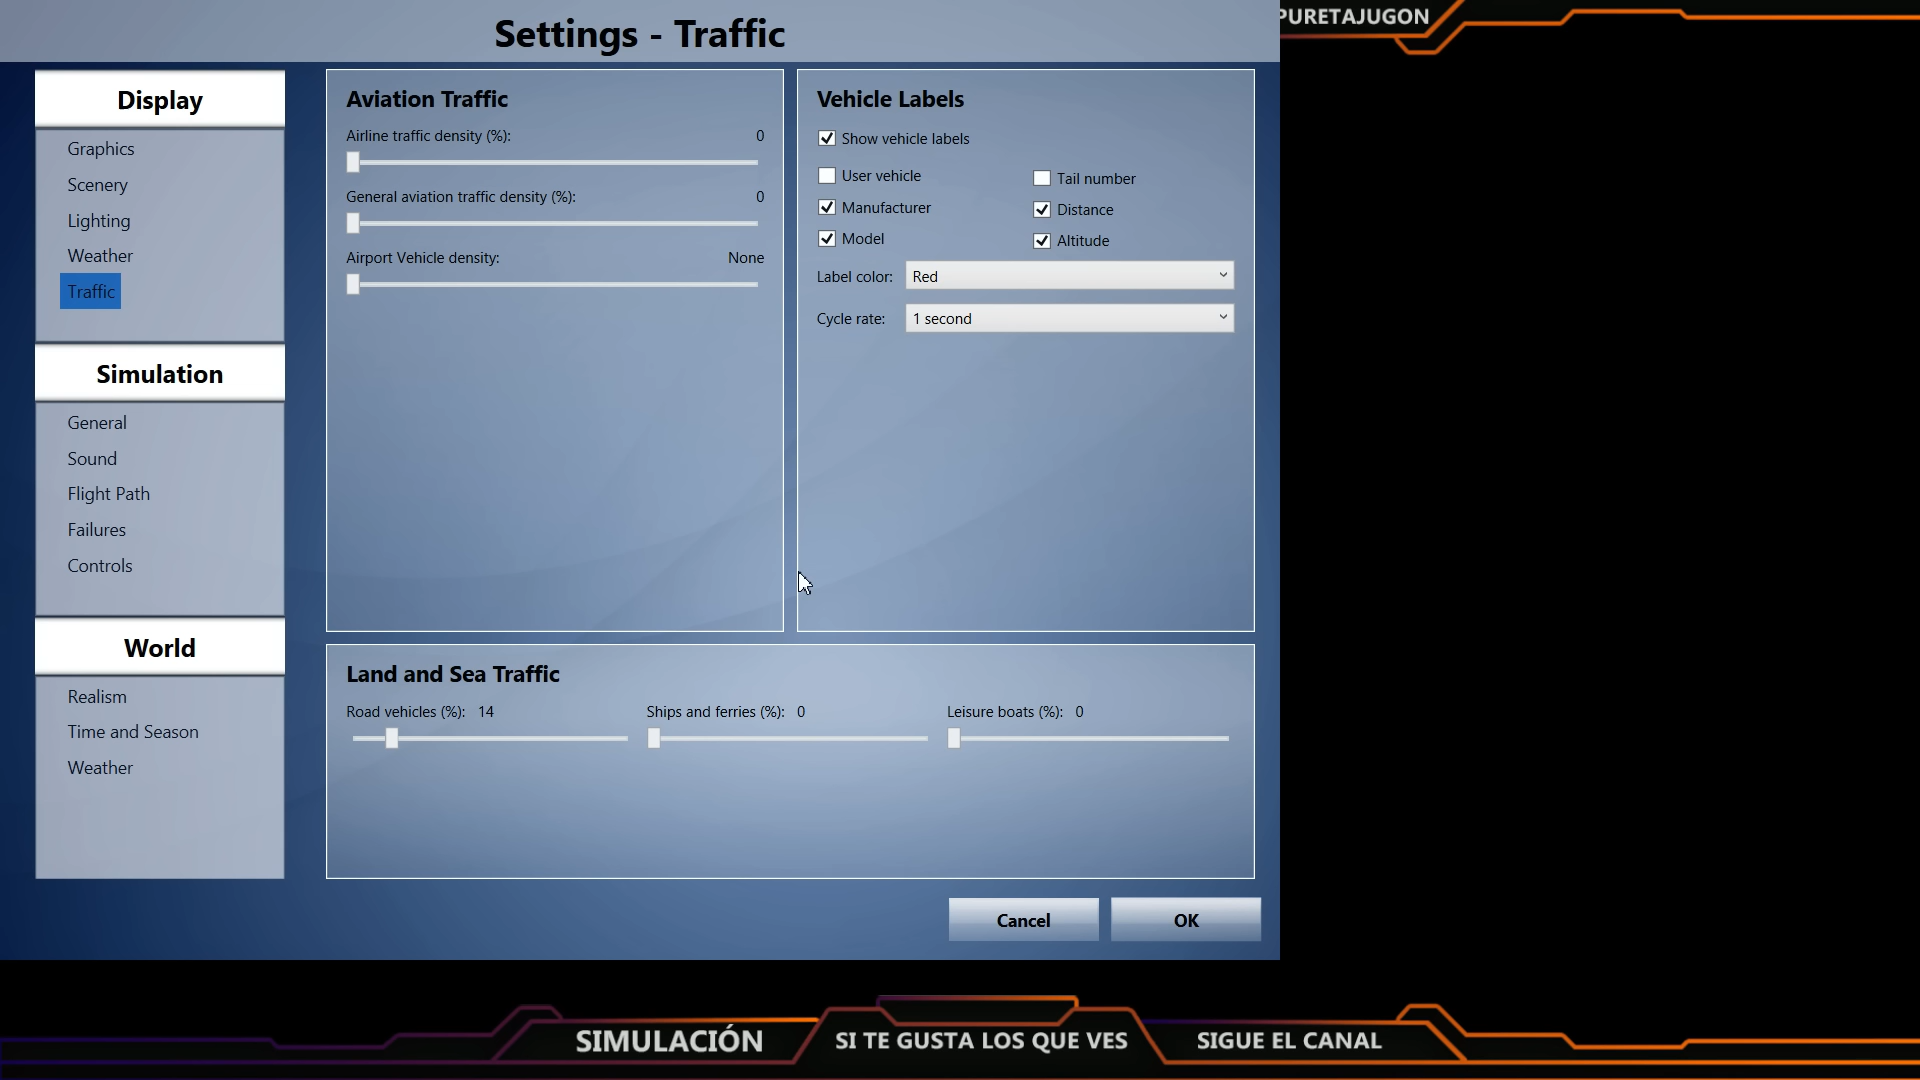 Settings - Traffic
PURETAJUGON
Display
Graphics
Scenery
Lighting
Weather
Traffic
Simulation
General
Sound
Flight Path
Failures
Controls
World
Realism
Time and Season
Weather
Aviation Traffic
Airline traffic density (%): 0
General aviation traffic density (%): 0
Airport Vehicle density: None
Vehicle Labels
Show vehicle labels
User vehicle
Tail number
Manufacturer
Distance
Model
Altitude
Label color: Red
Cycle rate: 1 second
Land and Sea Traffic
Road vehicles (%): 14
Ships and ferries (%): 0
Leisure boats (%): 0
Cancel
OK
SIMULACIÓN
SI TE GUSTA LOS QUE VES
SIGUE EL CANAL